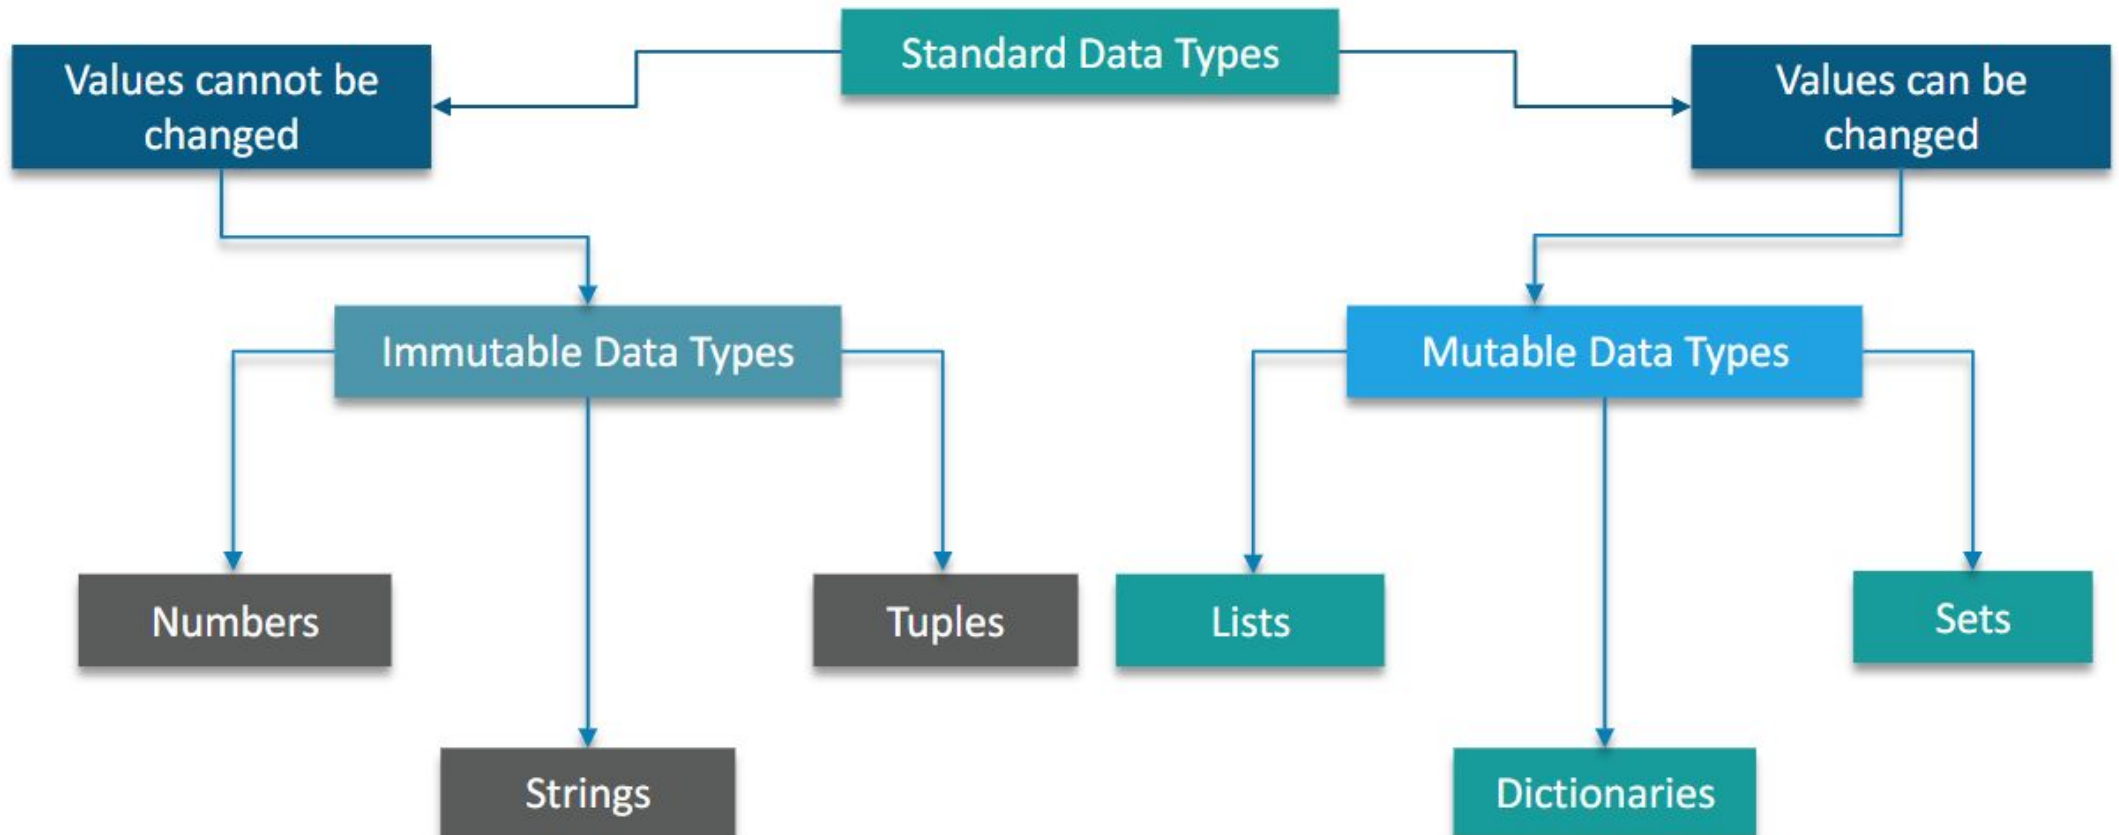 Standard Data Types
Values cannot be
changed
Values can be
changed
Immutable Data Types
Mutable Data Types
Numbers
Tuples
Lists
Sets
Strings
Dictionaries